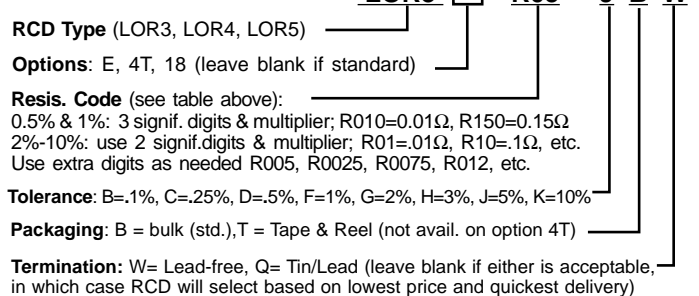 RCD Type (LOR3, LOR4, LOR5)
Options: E, 4T, 18 (leave blank if standard)
Resis. Code (see table above):
0.5% & 1%: 3 signif. digits & multiplier; R010=0.01Ω, R150=0.15Ω
2%-10%: use 2 signif.digits & multiplier; R01=.01Ω, R10=.1Ω, etc.
Use extra digits as needed R005, R0025, R0075, R012, etc.
Tolerance: B=.1%, C=.25%, D=.5%, F=1%, G=2%, H=3%, J=5%, K=10%
Packaging: B = bulk (std.),T = Tape & Reel (not avail. on option 4T)
Termination: W= Lead-free, Q= Tin/Lead (leave blank if either is acceptable,
in which case RCD will select based on lowest price and quickest delivery)